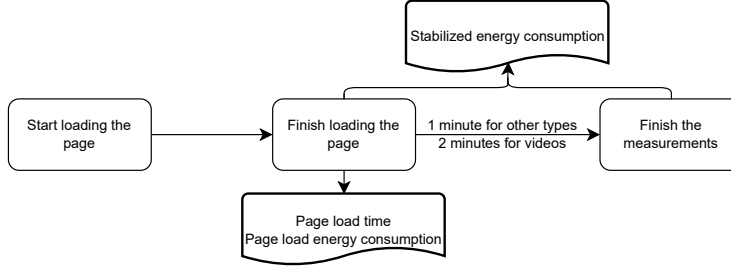 Stabilized energy consumption
Start loading the
page
Finish loading the
page
1 minute for other types
2 minutes for videos
Finish the
measurements
Page load time
Page load energy consumption